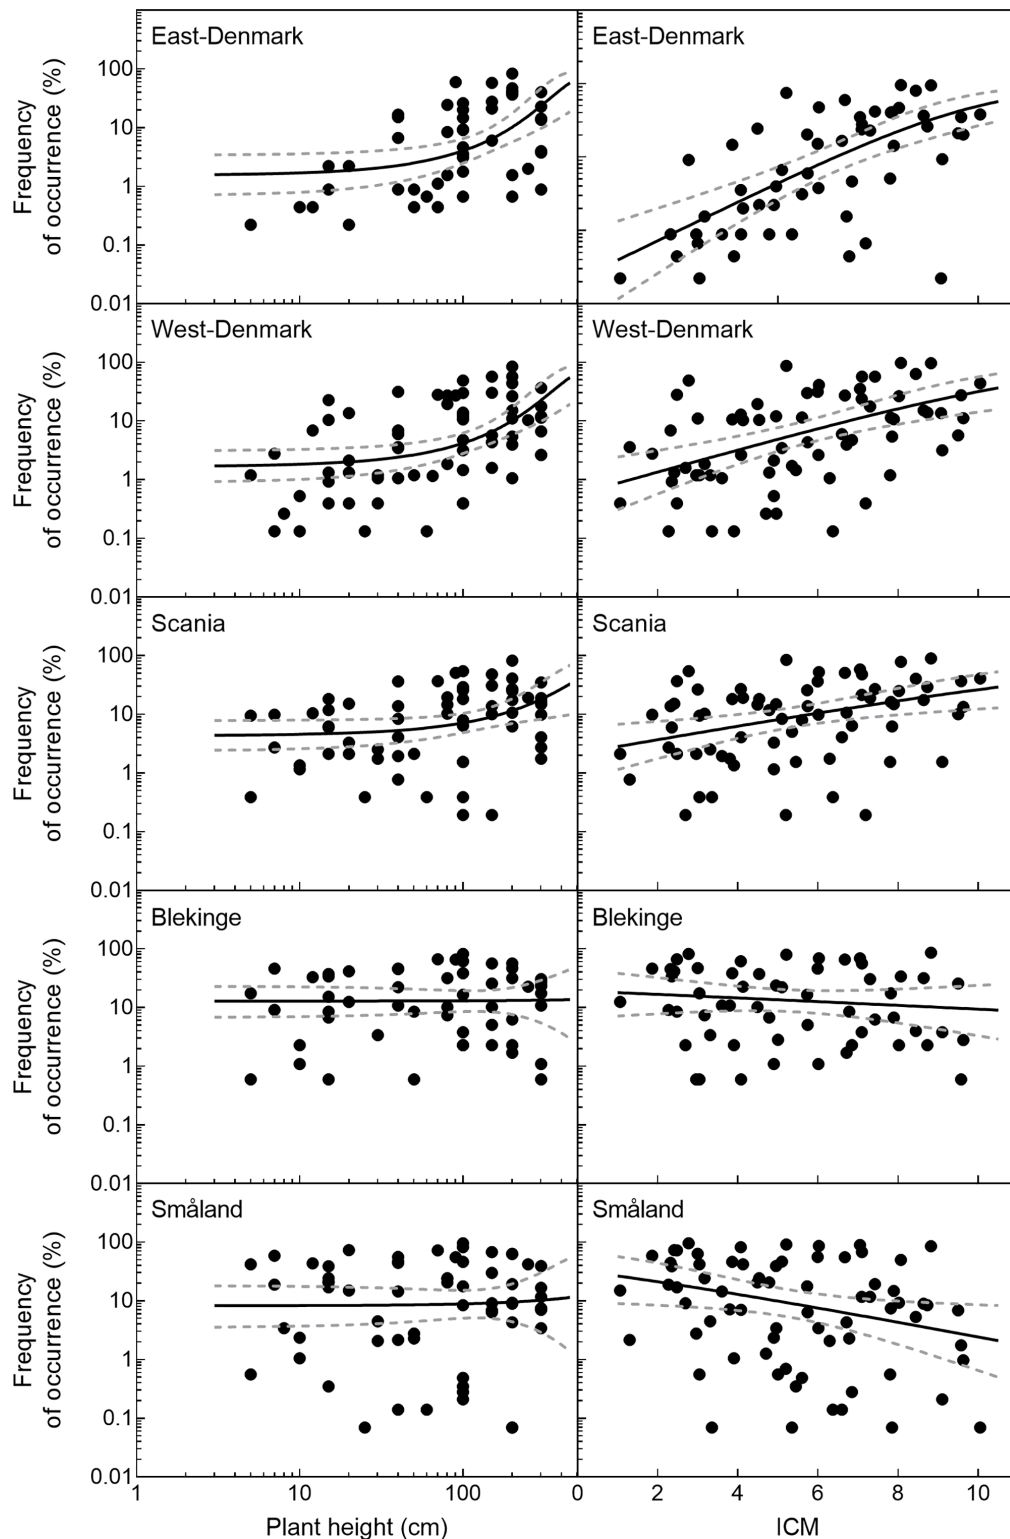 East-Denmark
East-Denmark
Frequency
of occurrence (%)
100
10
1
0.1
0.01
West-Denmark
West-Denmark
Frequency
of occurrence (%)
100
10
1
0.1
0.01
Scania
Scania
Frequency
of occurrence (%)
100
10
1
0.1
0.01
Blekinge
Blekinge
Frequency
of occurrence (%)
100
10
1
0.1
0.01
Småland
Småland
Frequency
of occurrence (%)
100
10
1
0.1
0.01
1 10 100 0 2 4 6 8 10
Plant height (cm) ICM